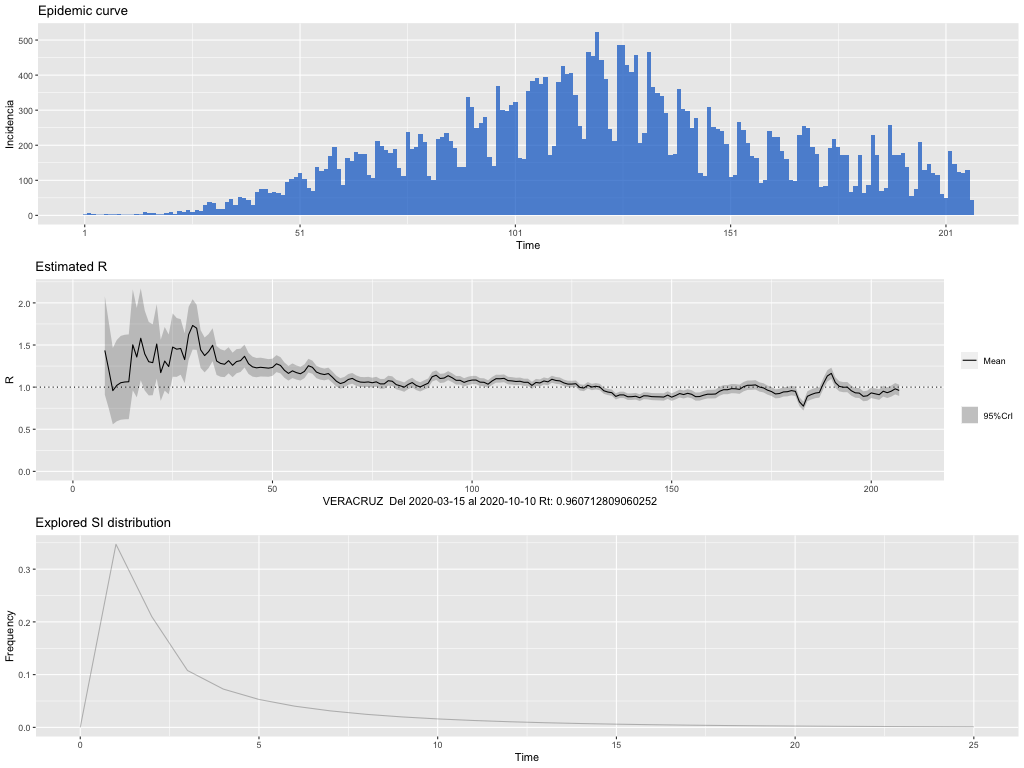 Epidemic curve
Incidencia
500
400
300
200
100
0
1 51 101 151 201
Time
Estimated R
R
2.0
1.5
1.0
0.5
0.0
0 50 100 150 200
VERACRUZ Del 2020-03-15 al 2020-10-10 Rt: 0.960712809060252
Mean
95%CrI
Explored SI distribution
Frequency
0.3
0.2
0.1
0.0
0 5 10 15 20 25
Time